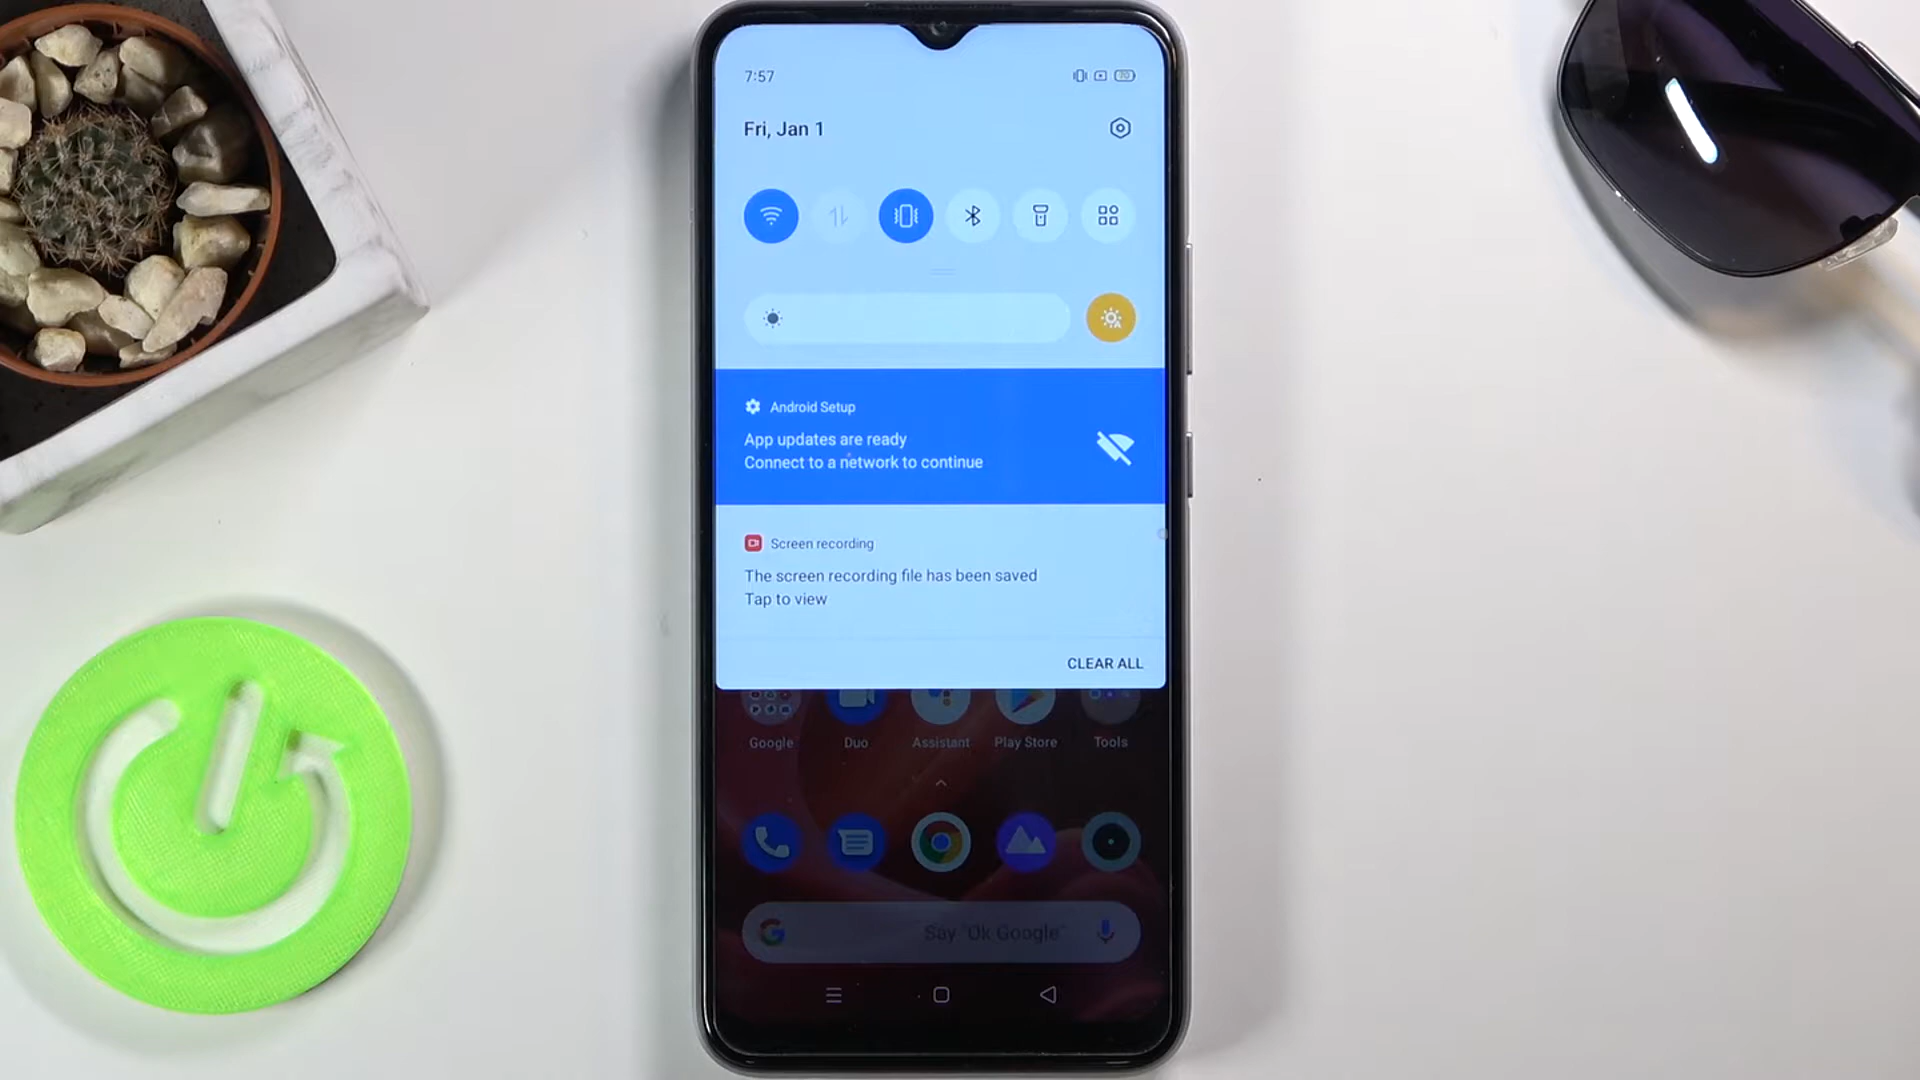 7:57
70
Fri, Jan 1
Android Setup
App updates are ready
Connect to a network to continue
Screen recording
The screen recording file has been saved
Tap to view
CLEAR ALL
Google
Duo
Assistant
Play Store
Tools
Say "Ok Google"